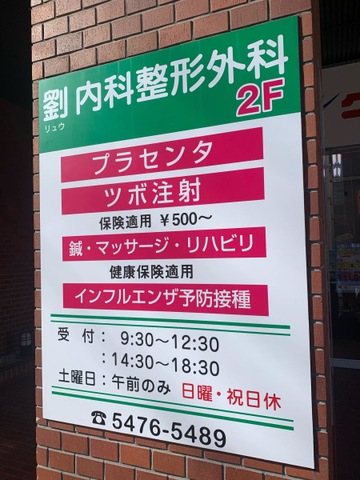 劉 内科整形外科
リュウ
2F
プラセンタ
ツボ注射
保険適用 ¥500〜
鍼・マッサージ・リハビリ
健康保険適用
インフルエンザ予防接種
受 付 : 9:30〜12:30
:14:30〜18:30
土曜日:午前のみ 日曜・祝日休
☎5476-5489